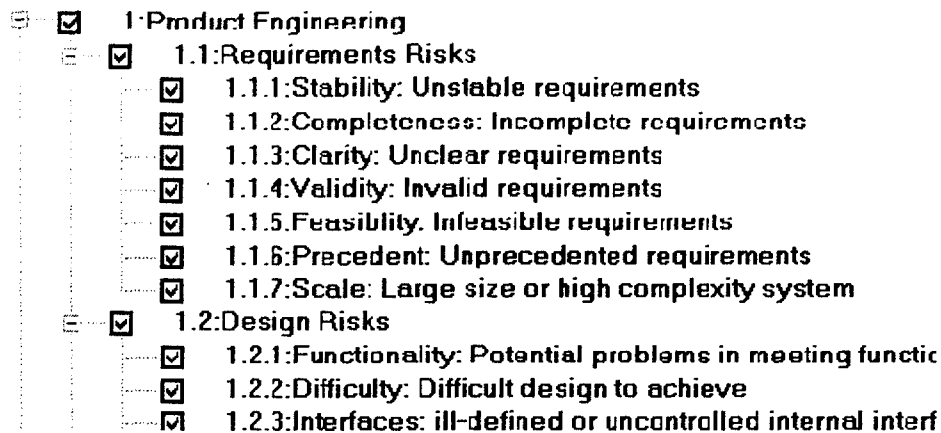 1:Product Engineering
1.1:Requirements Risks
1.1.1:Stability: Unstable requirements
1.1.2:Completeness: Incomplete requirements
1.1.3:Clarity: Unclear requirements
1.1.4:Validity: Invalid requirements
1.1.5:Feasiblity: Infeasible requirements
1.1.6:Precedent: Unprecedented requirements
1.1.7:Scale: Large size or high complexity system
1.2:Design Risks
1.2.1:Functionality: Potential problems in meeting functic
1.2.2:Difficulty: Difficult design to achieve
1.2.3:Interfaces: ill-defined or uncontrolled internal interf